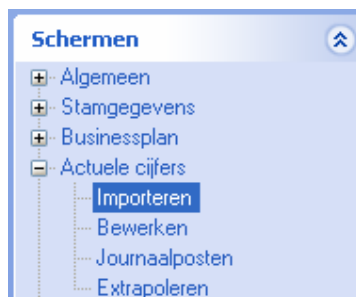 Schermen
Algemeen
Stamgegevens
Businessplan
Actuele cijfers
Importeren
Bewerken
Journaalposten
Extrapoleren